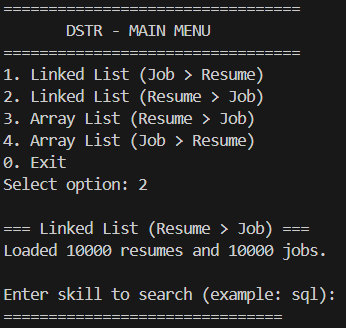 ================================
DSTR - MAIN MENU
================================
1. Linked List (Job > Resume)
2. Linked List (Resume > Job)
3. Array List (Resume > Job)
4. Array List (Job > Resume)
0. Exit
Select option: 2

=== Linked List (Resume > Job) ===
Loaded 10000 resumes and 10000 jobs.

Enter skill to search (example: sql):
==============================